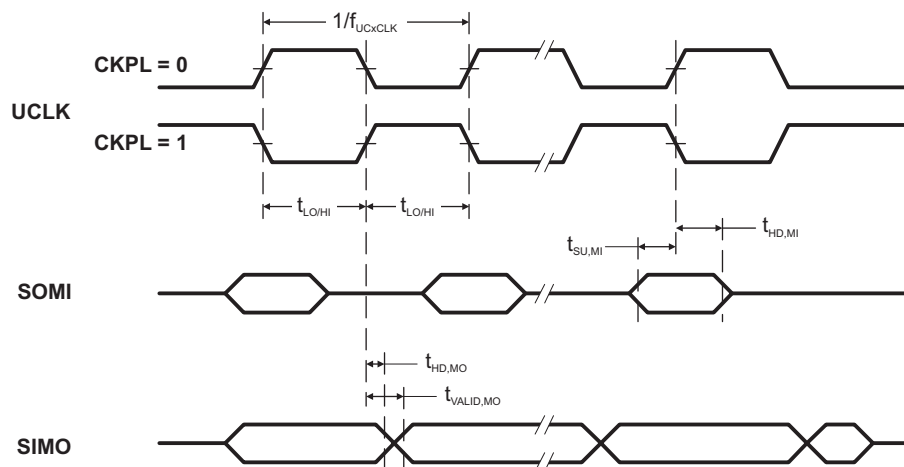 1/fUCxCLK
CKPL = 0
UCLK
CKPL = 1
tLO/HI tLO/HI
tSU,MI
tHD,MI
SOMI
tHD,MO
tVALID,MO
SIMO